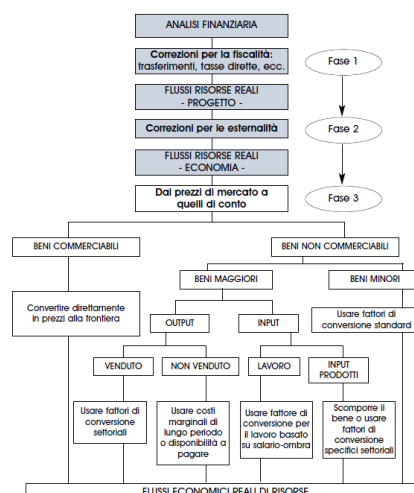 ANALISI FINANZIARIA
Correzioni per la fiscalità:
trasferimenti, tasse dirette, ecc.
Fase 1
FLUSSI RISORSE REALI
- PROGETTO -
Correzioni per le esternalità
Fase 2
FLUSSI RISORSE REALI
- ECONOMIA -
Dai prezzi di mercato a
quelli di conto
Fase 3
BENI COMMERCIABILI
BENI NON COMMERCIABILI
BENI MAGGIORI
BENI MINORI
Convertire direttamente
in prezzi alla frontiera
Usare fattori di
conversione standard
OUTPUT
INPUT
VENDUTO
NON VENDUTO
LAVORO
INPUT
PRODOTTI
Usare fattori di
conversione
settoriali
Usare costi
marginali di
lungo periodo
o disponibilità a
pagare
Usare fattore di
conversione per
il lavoro basato
su salario-ombra
Scomporre il
bene o usare
fattori di
conversione
specifici settoriali
FLUSSI ECONOMICI REALI DI RISORSE